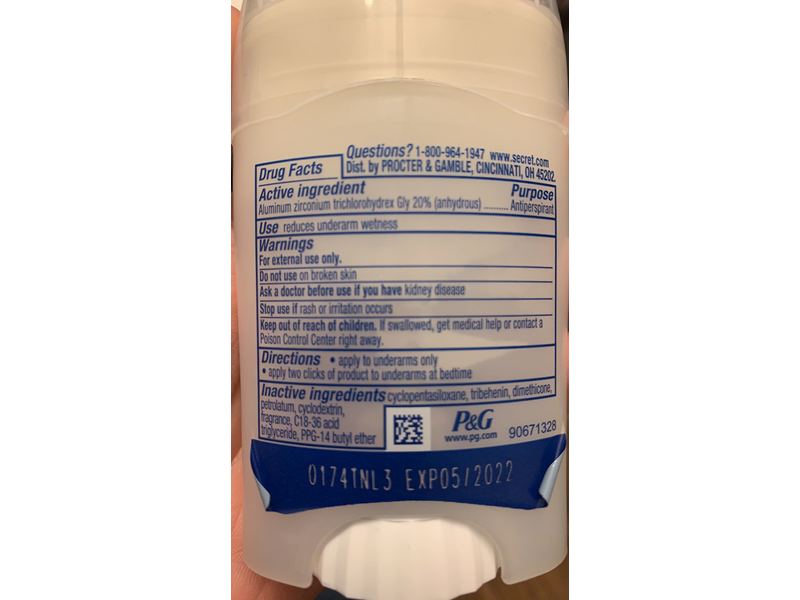 Questions? 1-800-964-1947 www.secret.com
Dist. by PROCTER & GAMBLE, CINCINNATI, OH 45202.
Drug Facts
Active ingredient Purpose
Aluminum zirconium trichlorohydrex Gly 20% (anhydrous) .......... Antiperspirant
Use reduces underarm wetness
Warnings
For external use only.
Do not use on broken skin
Ask a doctor before use if you have kidney disease
Stop use if rash or irritation occurs
Keep out of reach of children. If swallowed, get medical help or contact a
Poison Control Center right away.
Directions • apply to underarms only
• apply two clicks of product to underarms at bedtime
Inactive ingredients cyclopentasiloxane, tribehenin, dimethicone,
petrolatum, cyclodextrin,
fragrance, C18-36 acid
triglyceride, PPG-14 butyl ether
P&G
www.pg.com
90671328
0174TNL3 EXP05/2022